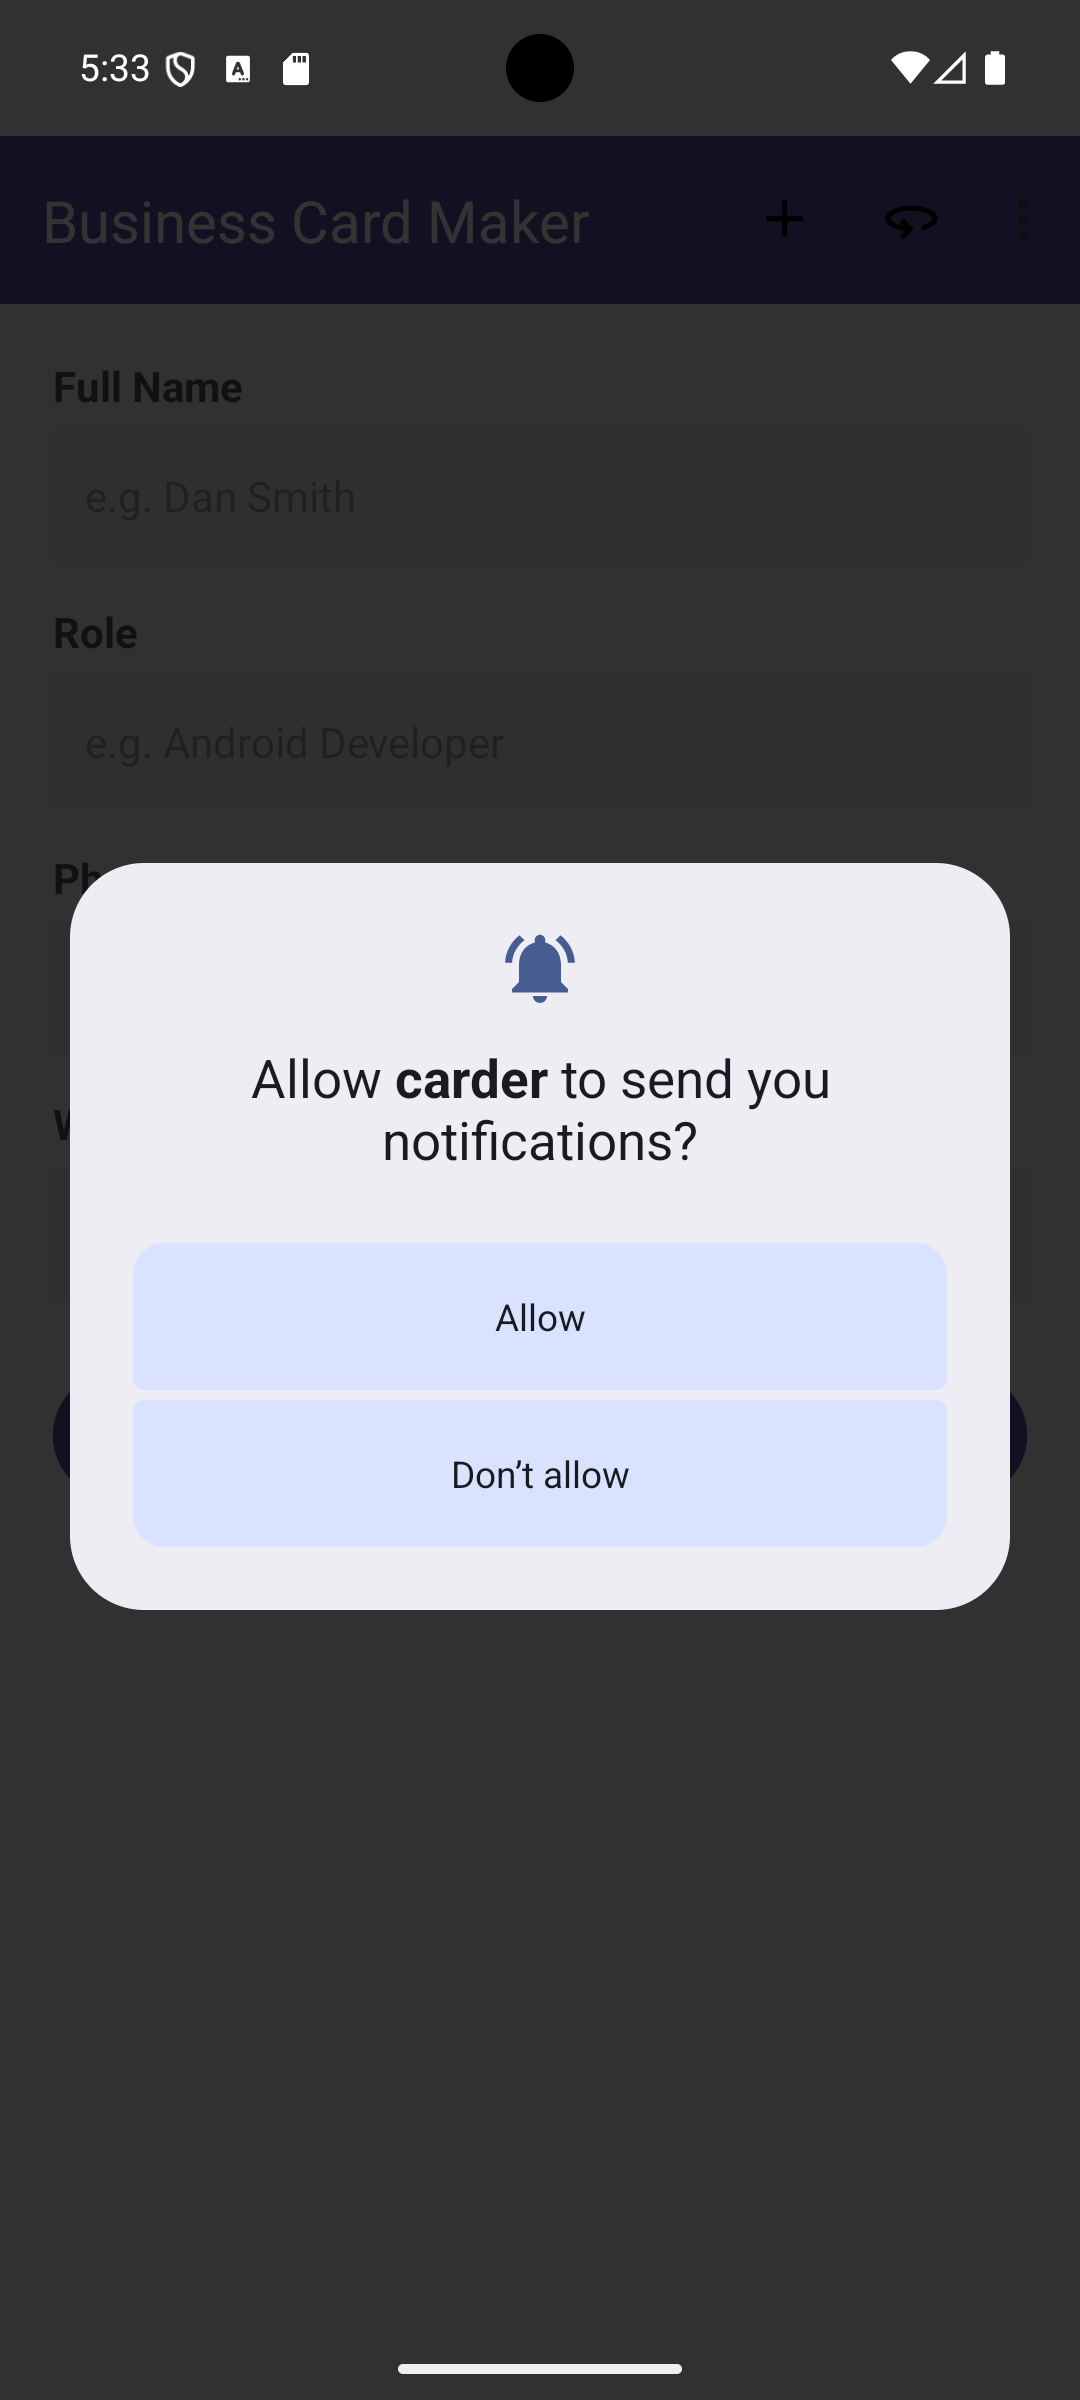 5:33
Business Card Maker
Full Name
e.g. Dan Smith
Role
e.g. Android Developer
Allow carder to send you
notifications?
Allow
Don’t allow